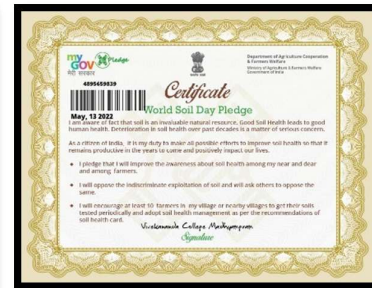 my
GOV Pledge
मेरी सरकार
Department of Agriculture Cooperation
& Farmers Welfare
Ministry of Agriculture & Farmers Welfare
Government of India
4895659839
Certificate
World Soil Day Pledge
May, 13 2022
I am aware of fact that soil is an invaluable natural resource. Good Soil Health leads to good
human health. Deterioration in soil health over past decades is a matter of serious concern.
As a citizen of India, it is my duty to make all possible efforts to improve soil health so that it
remains productive in the years to come and positively impact our lives.
• I pledge that I will improve the awareness about soil health among my near and dear
and among farmers.
• I will oppose the indiscriminate exploitation of soil and will ask others to oppose the
same.
• I will encourage at least 10 farmers in my village or nearby villages to get their soils
tested periodically and adopt soil health management as per the recommendations of
soil health card.
Vivekananda College Madhyamgram
Signature